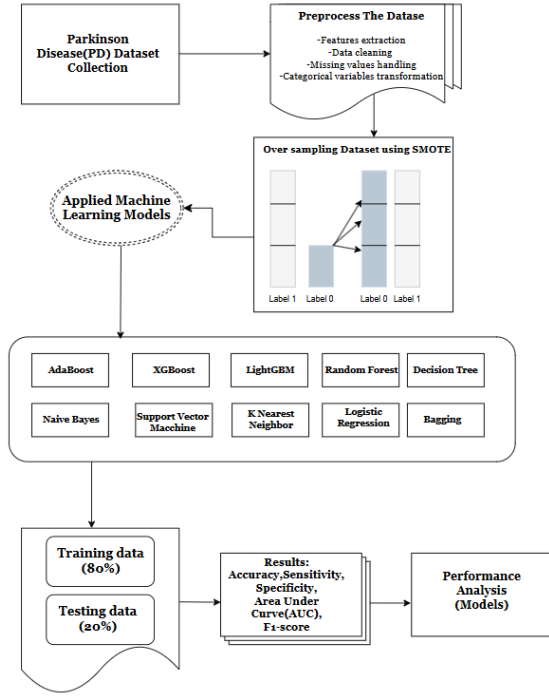 Parkinson
Disease(PD) Dataset
Collection
Preprocess The Datase
-Features extraction
-Data cleaning
-Missing values handling
-Categorical variables transformation
Over sampling Dataset using SMOTE
Label 1
Label 0
Label 0
Label 1
Applied Machine
Learning Models
AdaBoost
XGBoost
LightGBM
Random Forest
Decision Tree
Naive Bayes
Support Vector
Macchine
K Nearest
Neighbor
Logistic
Regression
Bagging
Training data
(80%)
Testing data
(20%)
Results:
Accuracy,Sensitivity,
Specificity,
Area Under
Curve(AUC),
F1-score
Performance
Analysis
(Models)